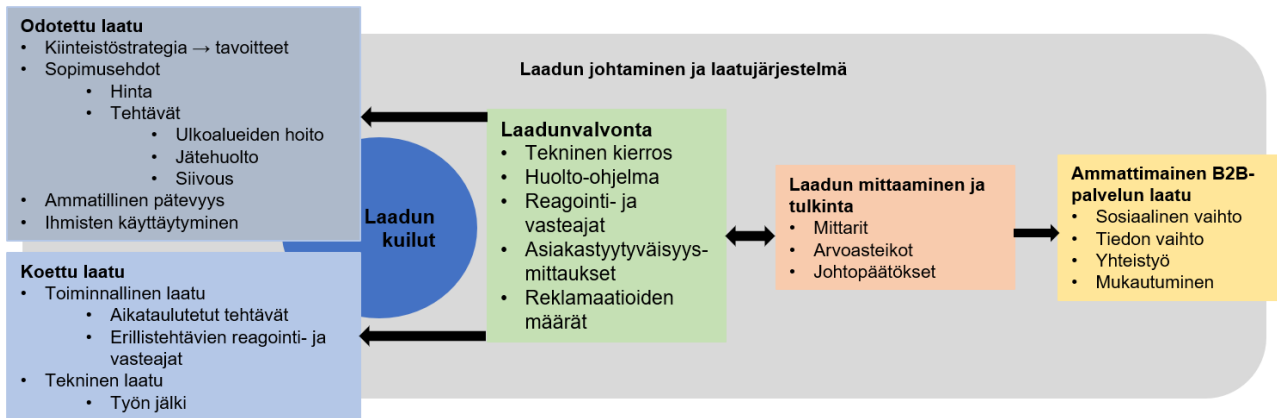 Odotettu laatu
• Kiinteistöstrategia → tavoitteet
• Sopimusehdot
• Hinta
• Tehtävät
• Ulkoalueiden hoito
• Jätehuolto
• Siivous
• Ammatillinen pätevyys
• Ihmisten käyttäytyminen
Koettu laatu
• Toiminnallinen laatu
• Aikataulutetut tehtävät
• Erillistehtävien reagointi- ja
vasteajat
• Tekninen laatu
• Työn jälki
Laadun
kuilut
Laadun johtaminen ja laatujärjestelmä
Laadunvalvonta
• Tekninen kierros
• Huolto-ohjelma
• Reagointi- ja
vasteajat
• Asiakastyytyväisyys-
mittaukset
• Reklamaatioiden
määrät
Laadun mittaaminen ja
tulkinta
• Mittarit
• Arvoasteikot
• Johtopäätökset
Ammattimainen B2B-
palvelun laatu
• Sosiaalinen vaihto
• Tiedon vaihto
• Yhteistyö
• Mukautuminen